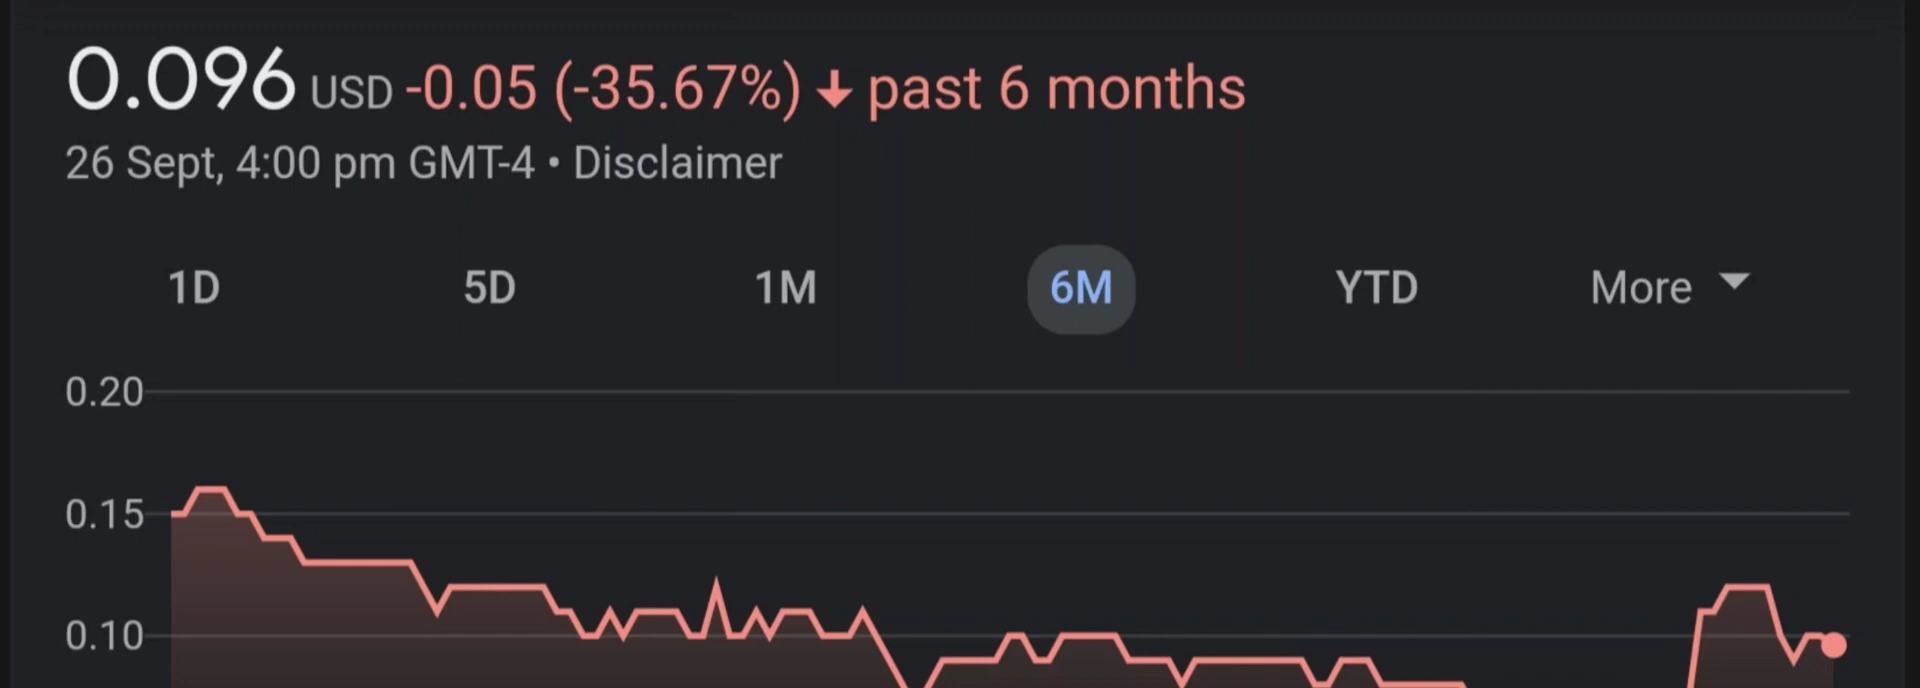 0.096 USD -0.05 (-35.67%) ↓ past 6 months
26 Sept, 4:00 pm GMT-4 • Disclaimer
1D 5D 1M 6M YTD More
0.20
0.15
0.10